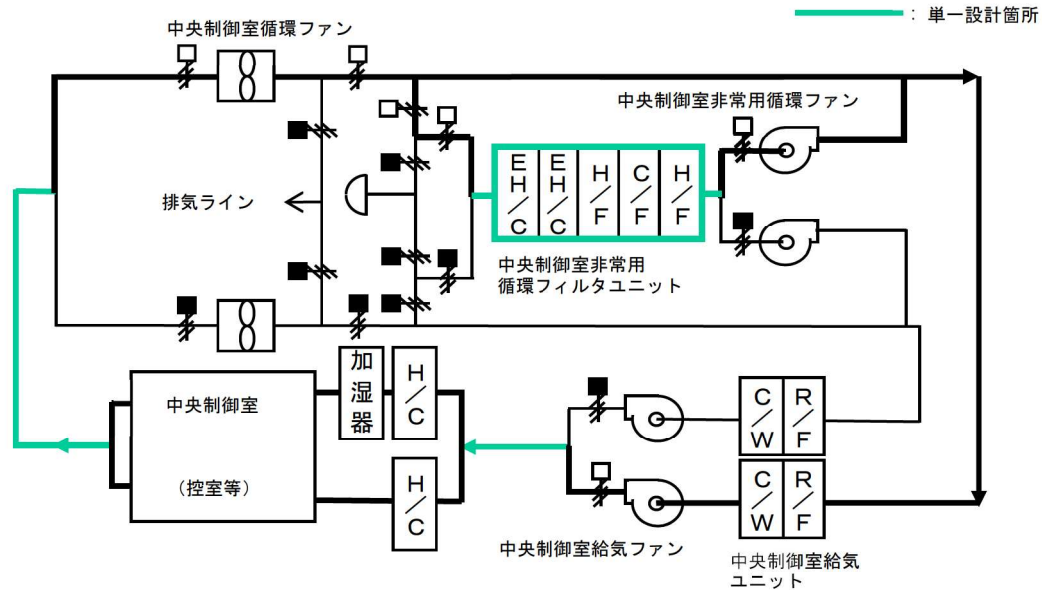 ：単一設計箇所
中央制御室循環ファン
中央制御室非常用循環ファン
EH/C
EH/C
H/F
C/F
H/F
排気ライン
中央制御室非常用
循環フィルタユニット
加湿器
H/C
中央制御室
（控室等）
H/C
C/W
R/F
C/W
R/F
中央制御室給気ファン
中央制御室給気
ユニット